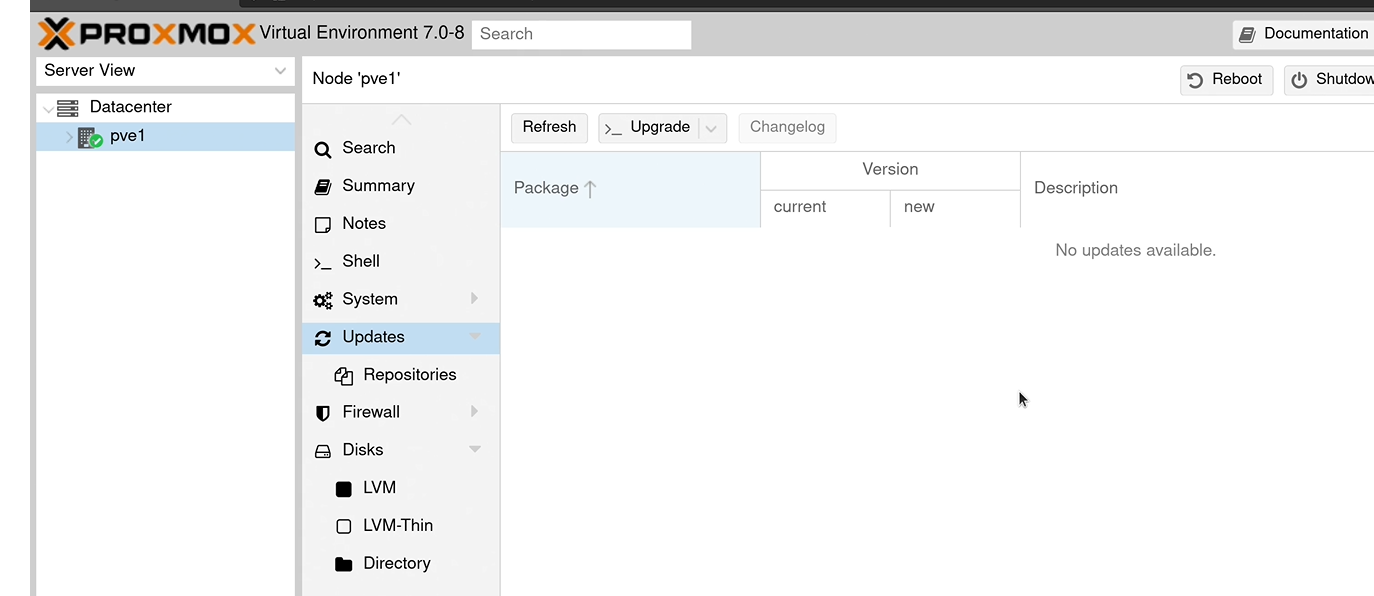 PROXMOX Virtual Environment 7.0-8 Search Documentation
Server View
Node 'pve1' Reboot Shutdow
Datacenter
pve1
Search
Summary
Notes
Shell
System
Updates
Repositories
Firewall
Disks
LVM
LVM-Thin
Directory
Refresh >_ Upgrade Changelog
Package Version Description
current new
No updates available.